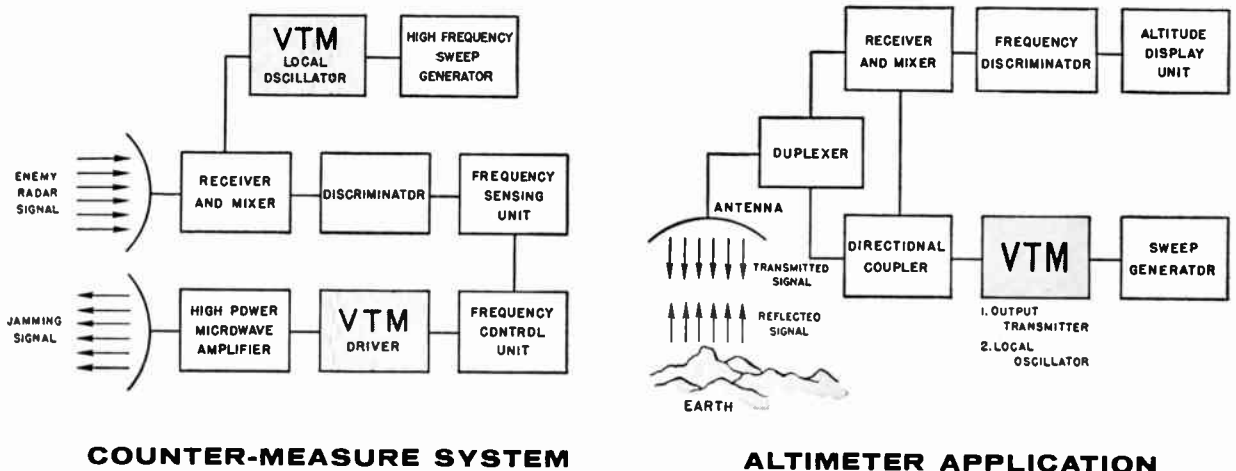 VTM
LOCAL
OSCILLATOR
HIGH FREQUENCY
SWEEP
GENERATOR
ENEMY
RADAR
SIGNAL
RECEIVER
AND MIXER
DISCRIMINATOR
FREQUENCY
SENSING
UNIT
JAMMING
SIGNAL
HIGH POWER
MICROWAVE
AMPLIFIER
VTM
DRIVER
FREQUENCY
CONTROL
UNIT
COUNTER-MEASURE SYSTEM
RECEIVER
AND MIXER
FREQUENCY
DISCRIMINATOR
ALTITUDE
DISPLAY
UNIT
DUPLEXER
ANTENNA
TRANSMITTED
SIGNAL
REFLECTED
SIGNAL
EARTH
DIRECTIONAL
COUPLER
VTM
1. OUTPUT
TRANSMITTER
2. LOCAL
OSCILLATOR
SWEEP
GENERATOR
ALTIMETER APPLICATION